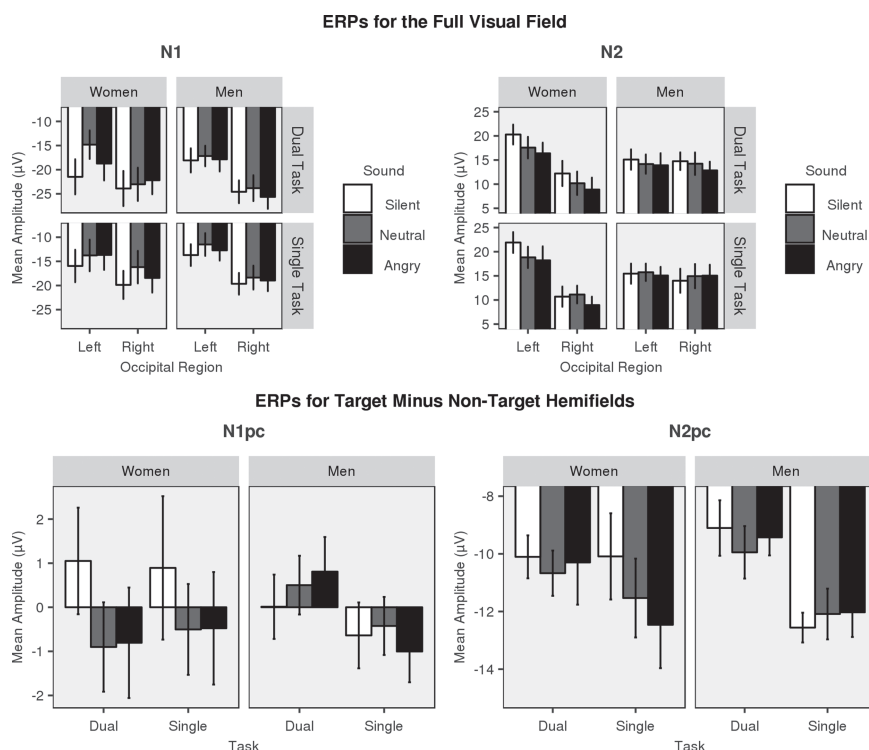 ERPs for the Full Visual Field
N1
Women Men
Mean Amplitude (µV)
-10
-15
-20
-25
Dual Task
-10
-15
-20
-25
Single Task
Left Right Left Right
Occipital Region
Sound
Silent
Neutral
Angry
N2
Women Men
Mean Amplitude (µV)
25
20
15
10
5
Dual Task
25
20
15
10
5
Single Task
Left Right Left Right
Occipital Region
Sound
Silent
Neutral
Angry
ERPs for Target Minus Non-Target Hemifields
N1pc
Women Men
Mean Amplitude (µV)
2
1
0
-1
-2
Dual Single Dual Single
Task
N2pc
Women Men
Mean Amplitude (µV)
-8
-10
-12
-14
Dual Single Dual Single
Task